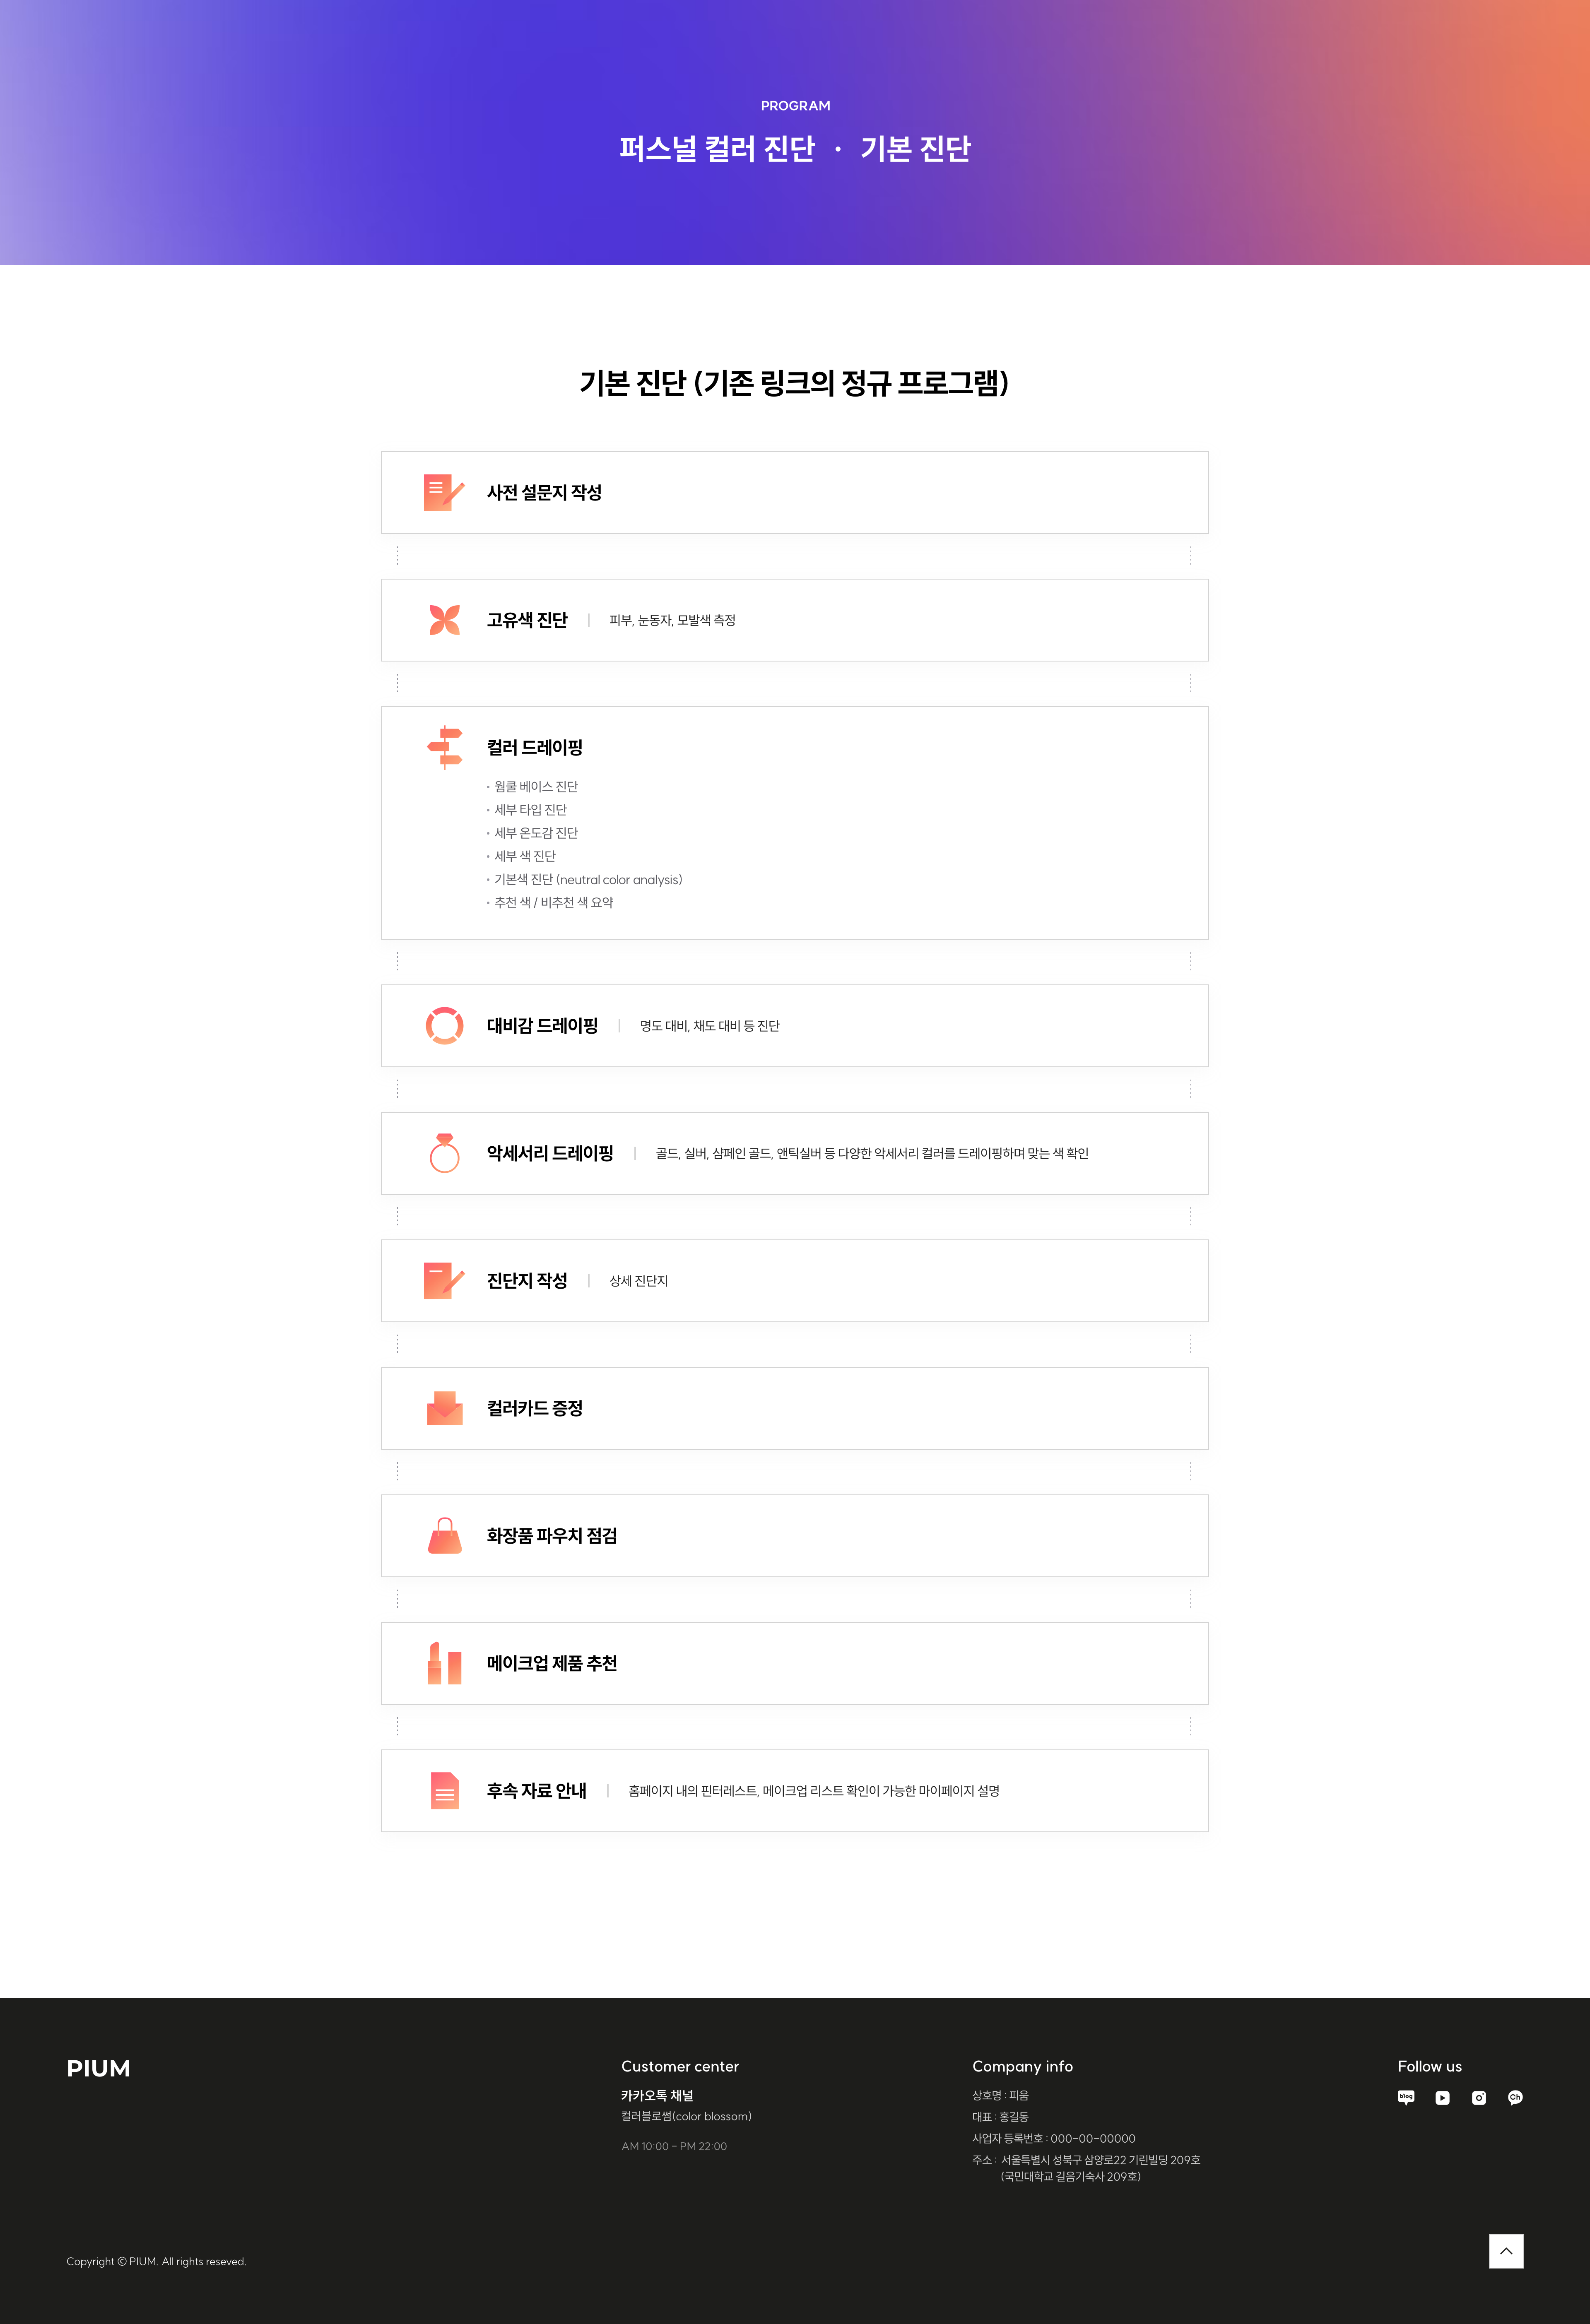 PROGRAM
퍼스널 컬러 진단 · 기본 진단
기본 진단 (기존 링크의 정규 프로그램)
사전 설문지 작성
고유색 진단 | 피부, 눈동자, 모발색 측정
컬러 드레이핑
• 웜쿨 베이스 진단
• 세부 타입 진단
• 세부 온도감 진단
• 세부 색 진단
• 기본색 진단 (neutral color analysis)
• 추천 색 / 비추천 색 요약
대비감 드레이핑 | 명도 대비, 채도 대비 등 진단
악세서리 드레이핑 | 골드, 실버, 샴페인 골드, 앤틱실버 등 다양한 악세서리 컬러를 드레이핑하며 맞는 색 확인
진단지 작성 | 상세 진단지
컬러카드 증정
화장품 파우치 점검
메이크업 제품 추천
후속 자료 안내 | 홈페이지 내의 핀터레스트, 메이크업 리스트 확인이 가능한 마이페이지 설명
PIUM
Customer center
카카오톡 채널
컬러블로썸(color blossom)
AM 10:00 - PM 22:00
Company info
상호명 : 피움
대표 : 홍길동
사업자 등록번호 : 000-00-00000
주소 : 서울특별시 성북구 삼양로22 기린빌딩 209호
(국민대학교 길음기숙사 209호)
Follow us
blog
Ch
Copyright © PIUM. All rights reseved.